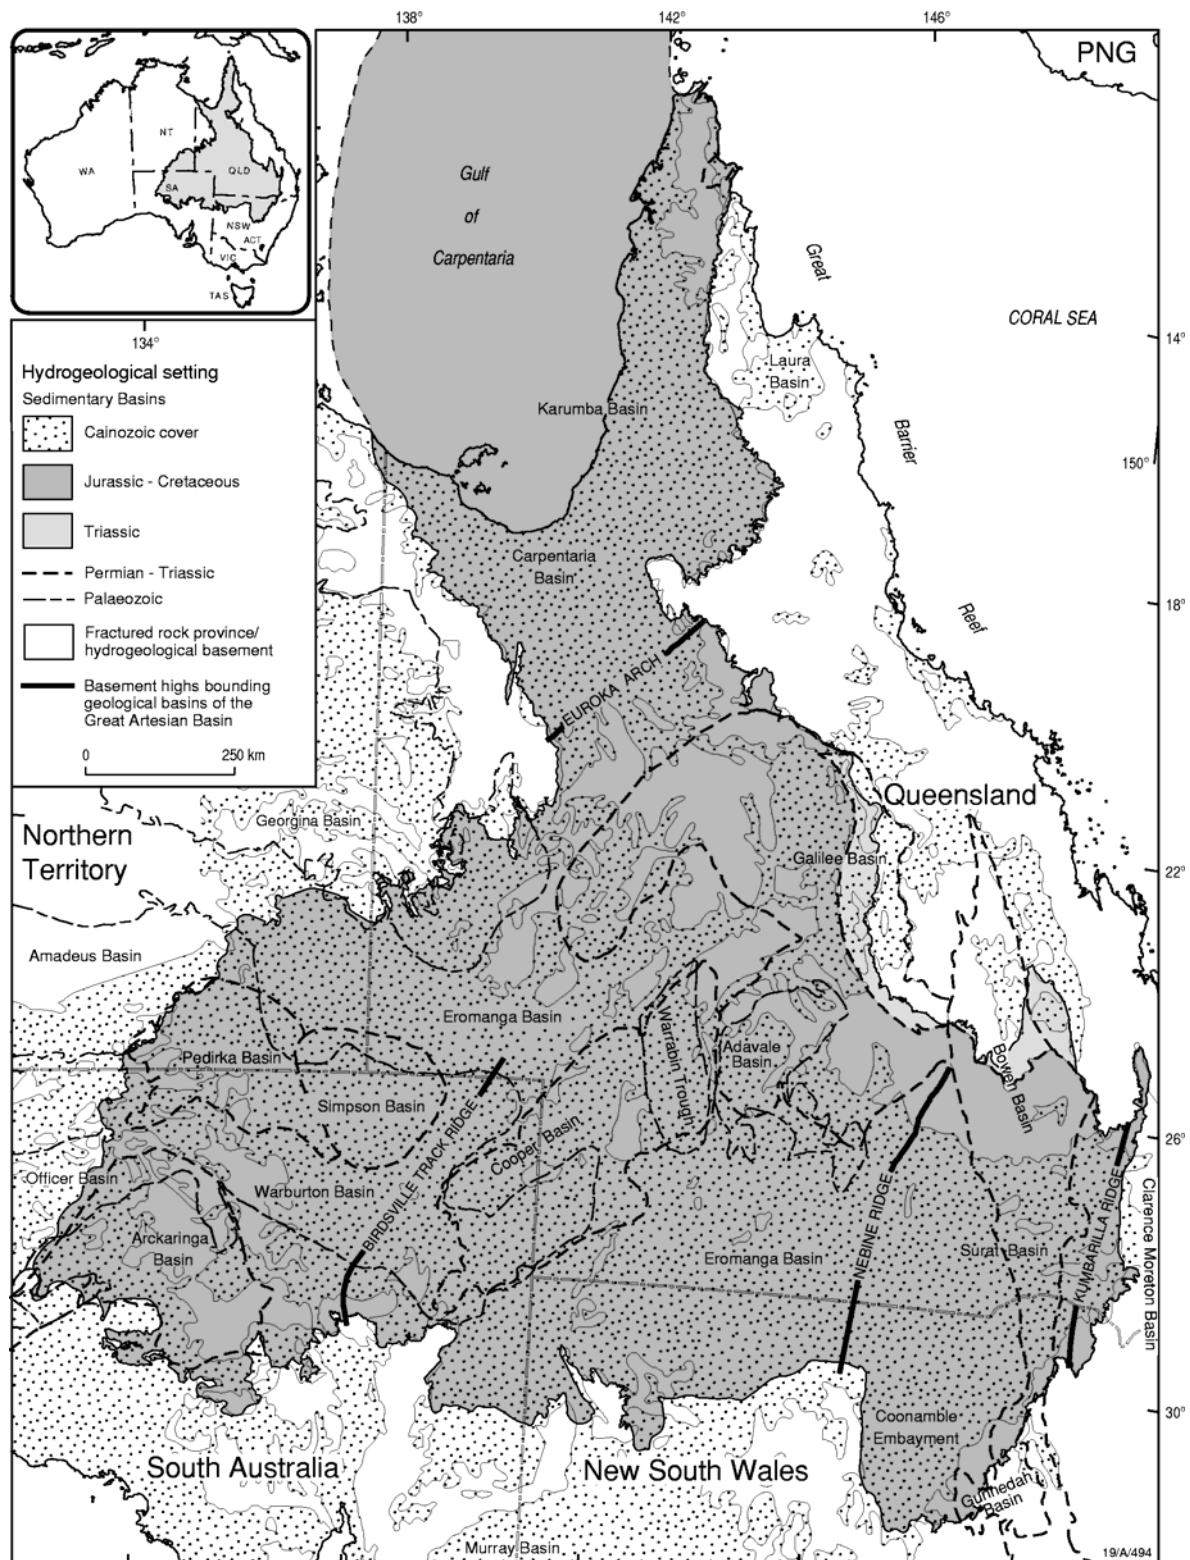 138°
142°
146°
PNG
NT
WA
QLD
SA
NSW
ACT
VIC
TAS
134°
Hydrogeological setting
Sedimentary Basins
Cainozoic cover
Jurassic - Cretaceous
Triassic
Permian - Triassic
Palaeozoic
Fractured rock province/
hydrogeological basement
Basement highs bounding
geological basins of the
Great Artesian Basin
0
250 km
Gulf
of
Carpentaria
Great
Barrier
Reef
CORAL SEA
14°
150°
18°
22°
26°
30°
Laura
Basin
Karumba Basin
Carpentaria
Basin
EUROKA ARCH
Georgina Basin
Queensland
Northern
Territory
Galilee Basin
Amadeus Basin
Eromanga Basin
Warrabin Trough
Adavale
Basin
Pedirka Basin
Bowen Basin
Simpson Basin
BIRDSVILLE TRACK RIDGE
Cooper Basin
Officer Basin
Warburton Basin
NEBINE RIDGE
KUMBARILLA RIDGE
Clarence Moreton Basin
Arckaringa
Basin
Eromanga Basin
Surat Basin
Coonamble
Embayment
South Australia
New South Wales
Gunnedah
Basin
Murray Basin
19/A/494